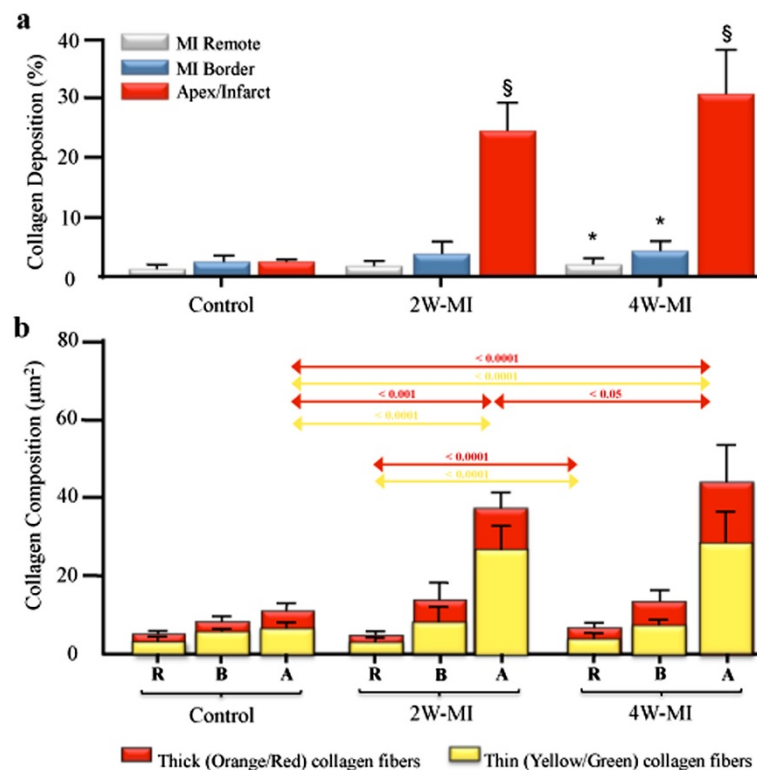 a
Collagen Deposition (%)
40
30
20
10
0
MI Remote
MI Border
Apex/Infarct
§
§
*
*
Control
2W-MI
4W-MI
b
Collagen Composition (µm²)
80
60
40
20
0
< 0.0001
< 0.0001
< 0.001
< 0.05
< 0.0001
< 0.0001
< 0.0001
R B A R B A R B A
Control
2W-MI
4W-MI
Thick (Orange/Red) collagen fibers
Thin (Yellow/Green) collagen fibers